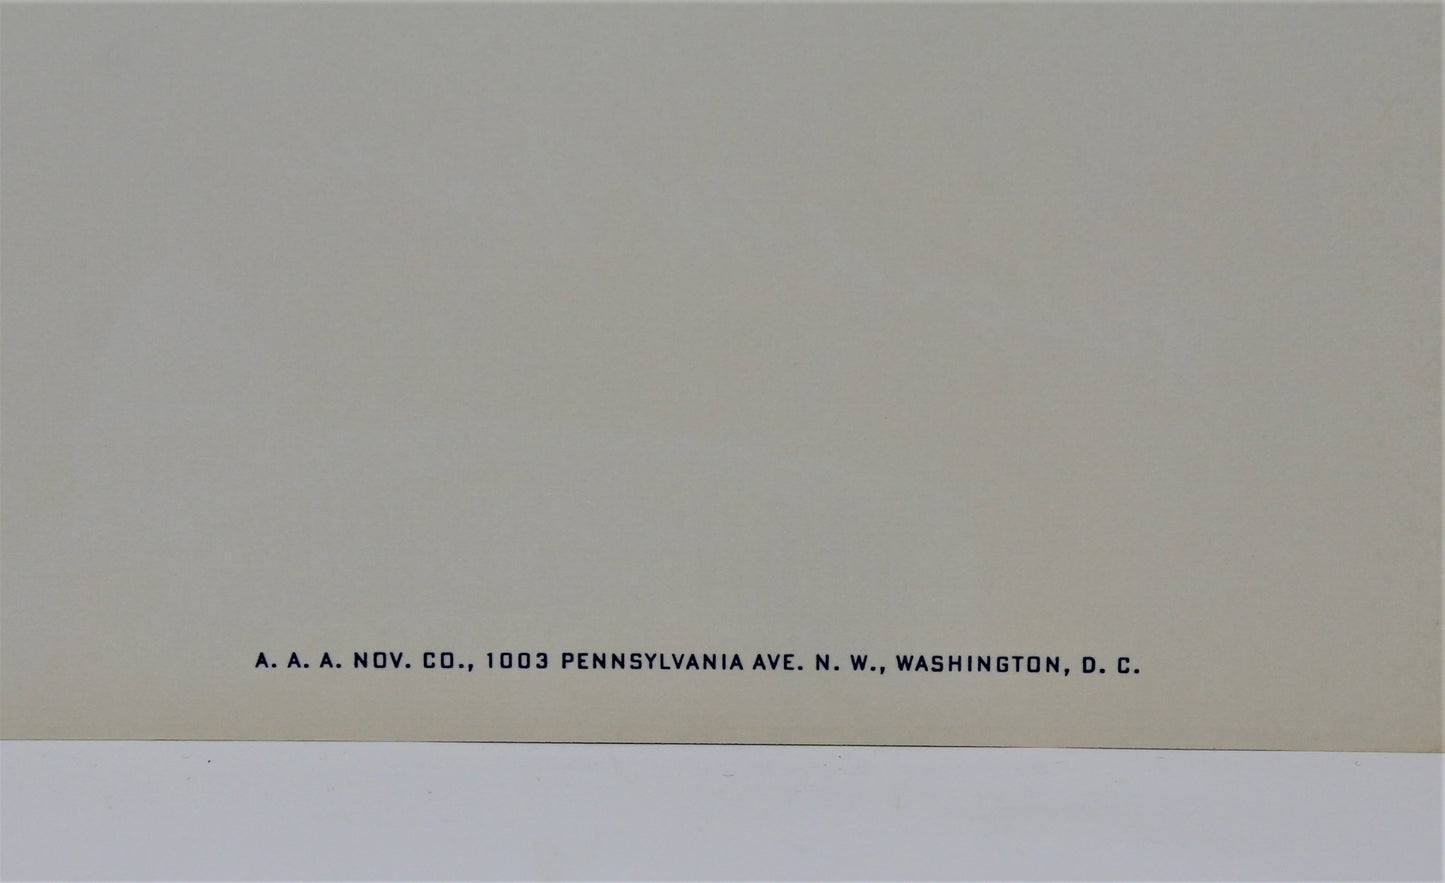 A. A. A. NOV. CO., 1003 PENNSYLVANIA AVE. N. W., WASHINGTON, D. C.